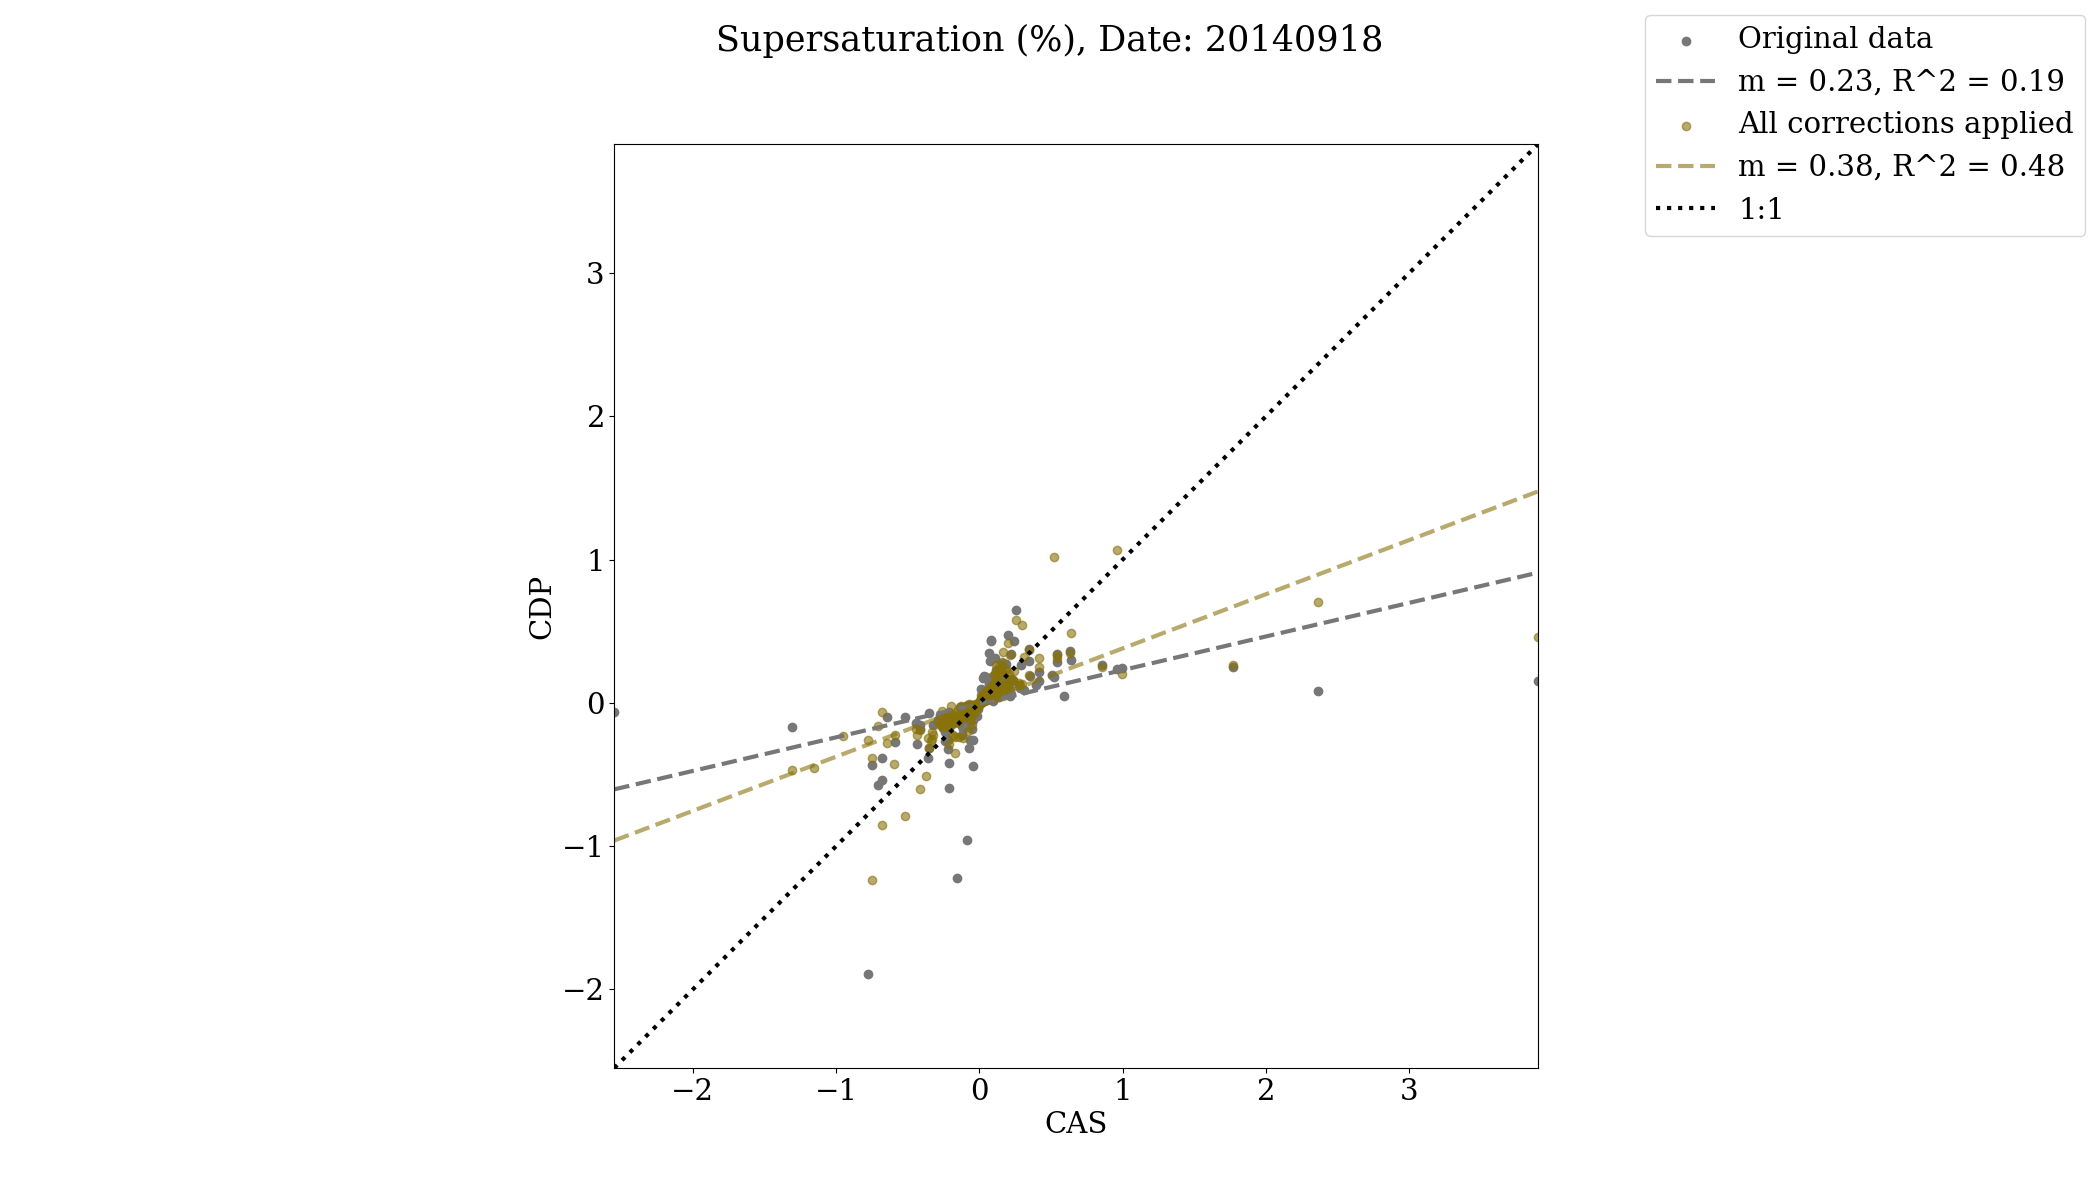 Supersaturation (%), Date: 20140918
Original data
m = 0.23, R^2 = 0.19
All corrections applied
m = 0.38, R^2 = 0.48
1:1
3
2
1
0
−1
−2
CDP
−2
−1
0
1
2
3
CAS